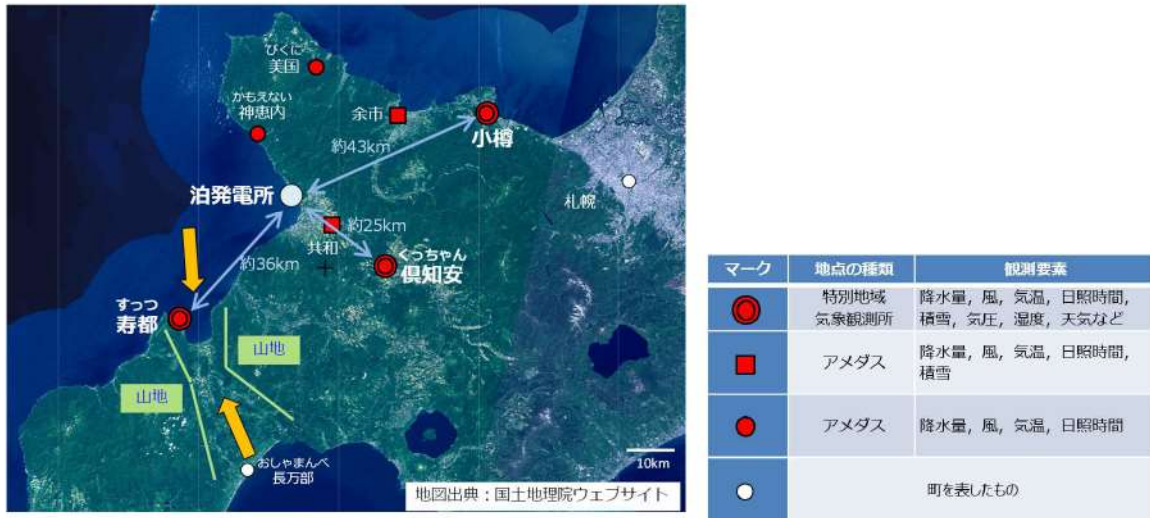 びくに
美国
かもえない
神恵内
余市
小樽
約43km
泊発電所
札幌
約25km
共和
くっちゃん
倶知安
約36km
すっつ
寿都
山地
山地
おしゃまんべ
長万部
10km
地図出典：国土地理院ウェブサイト
マーク 地点の種類 観測要素
特別地域
気象観測所
降水量，風，気温，日照時間，
積雪，気圧，湿度，天気など
アメダス
降水量，風，気温，日照時間，
積雪
アメダス 降水量，風，気温，日照時間
町を表したもの